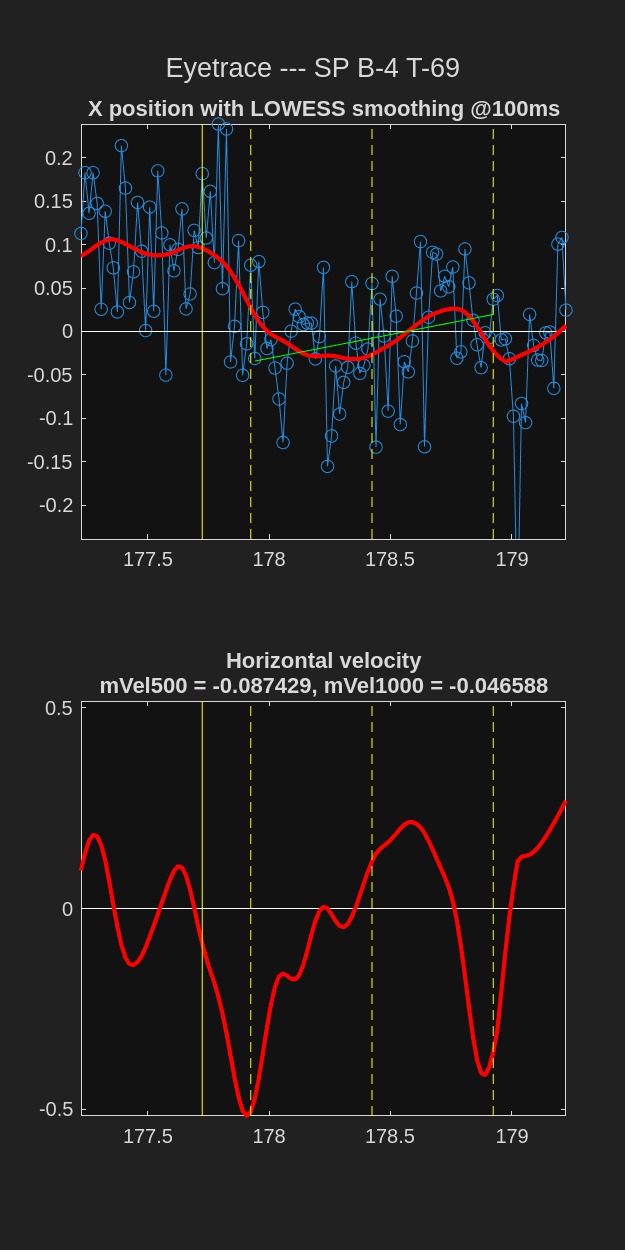 Eyetrace --- SP B-4 T-69
X position with LOWESS smoothing @100ms
0.2
0.15
0.1
0.05
0
-0.05
-0.1
-0.15
-0.2
177.5 178 178.5 179
Horizontal velocity
mVel500 = -0.087429, mVel1000 = -0.046588
0.5
0
-0.5
177.5 178 178.5 179